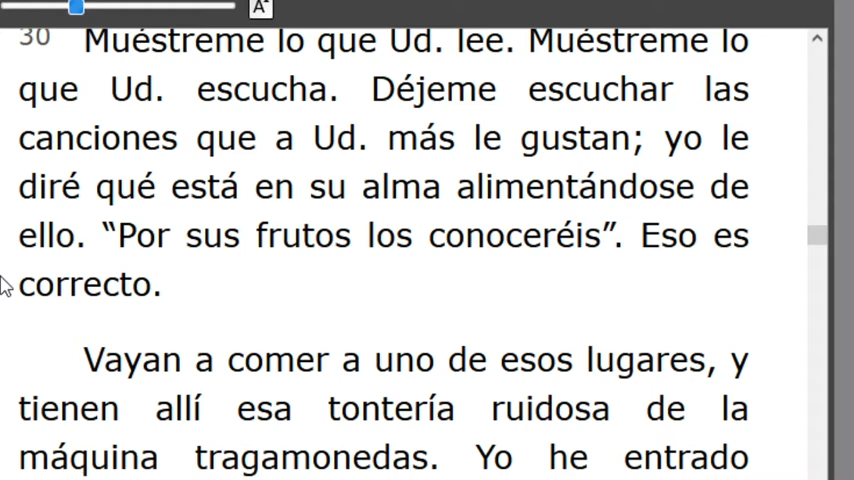 A
30 Muéstreme lo que Ud. lee. Muéstreme lo
que Ud. escucha. Déjeme escuchar las
canciones que a Ud. más le gustan; yo le
diré qué está en su alma alimentándose de
ello. “Por sus frutos los conoceréis”. Eso es
correcto.
Vayan a comer a uno de esos lugares, y
tienen allí esa tontería ruidosa de la
máquina tragamonedas. Yo he entrado